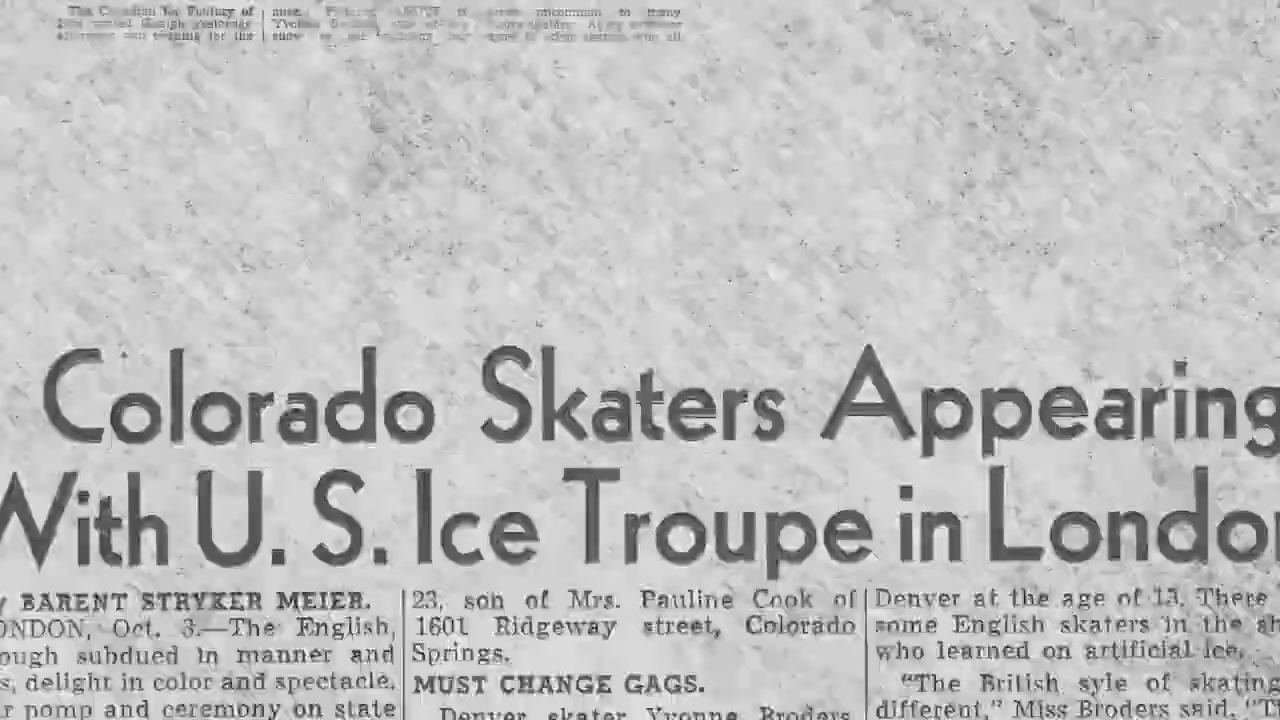 Colorado Skaters Appearing
With U. S. Ice Troupe in London
BARENT STRYKER MEIER.
ONDON, Oct. 3.—The English,
ough subdued in manner and
s, delight in color and spectacle,
r pomp and ceremony on state
23, son of Mrs. Pauline Cook of
1601 Ridgeway street, Colorado
Springs.
MUST CHANGE GAGS.
Denver skater Yvonne Broders
Denver at the age of 13. There
some English skaters in the sh
who learned on artificial ice,
“The British syle of skating
different,” Miss Broders said. “T